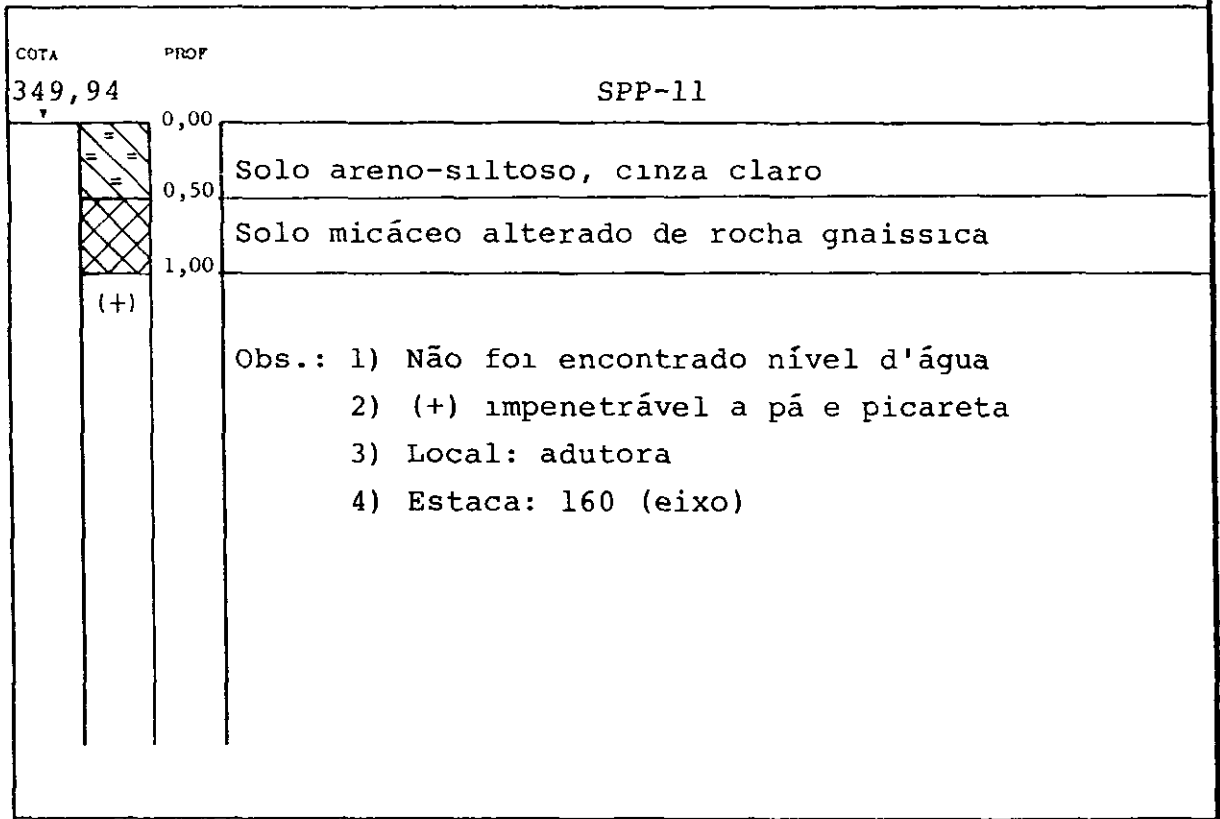 COTA PROF
349,94 SPP-11
0,00
Solo areno-siltoso, cinza claro
0,50
Solo micáceo alterado de rocha gnaissica
1,00
(+)
Obs.: 1) Não foi encontrado nível d'água
2) (+) impenetrável a pá e picareta
3) Local: adutora
4) Estaca: 160 (eixo)